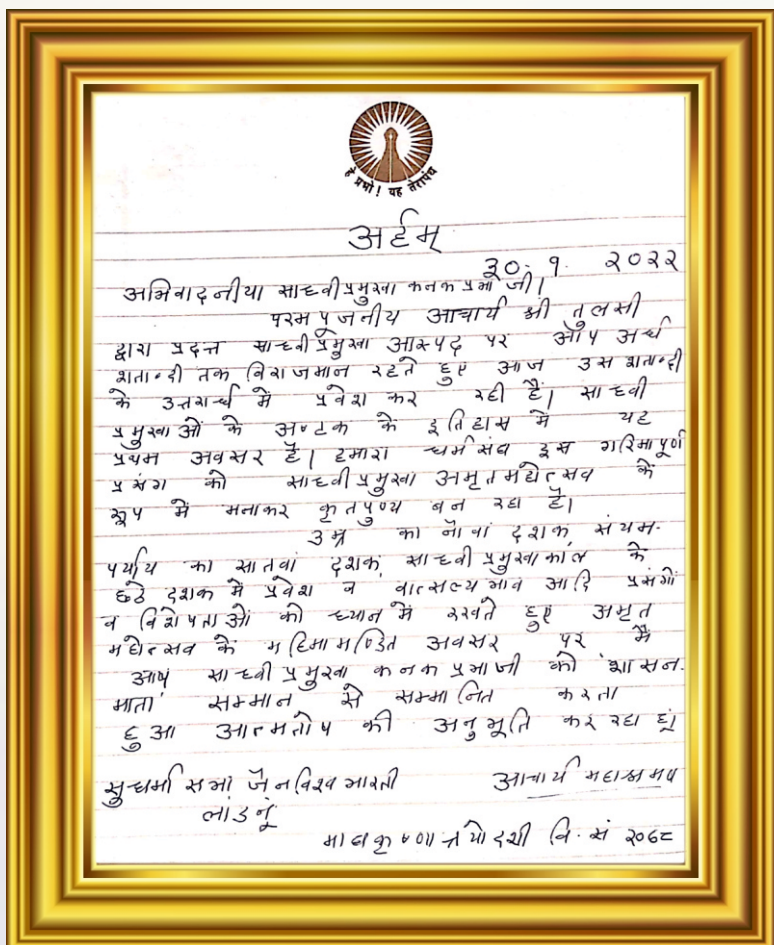 हे प्रभो! यह तेरापंथ
अर्हम्
30. 9. २०२२
अभिवादनीया साध्वीप्रमुखा कनकप्रभा जी।
परमपूजनीय आचार्य श्री तुलसी
द्वारा प्रदत्त साध्वीप्रमुखा आस्पद पर आप अर्ध
शताब्दी तक विराजमान रहते हुए आज उस शताब्दी
के उत्तरार्ध में प्रवेश कर रही हैं। साध्वी
प्रमुखाओं के अष्टक के इतिहास में यह
प्रथम अवसर है। हमारा धर्मसंघ इस गरिमापूर्ण
प्रसंग को साध्वीप्रमुखा अमृतमहोत्सव के
रूप में मनाकर कृतपुण्य बन रहा है।
उम्र का नौवां दशक, संयम-
पर्याय का सातवां दशक, साध्वीप्रमुखाकाल के
छठे दशक में प्रवेश व वात्सल्य भाव आदि प्रसंगों
व विशेषताओं को ध्यान में रखते हुए अमृत
महोत्सव के महिमामण्डित अवसर पर मैं
आप साध्वीप्रमुखा कनकप्रभाजी को शासन-
माता सम्मान से सम्मानित करता
हुआ आत्मतोष की अनुभूति कर रहा हूं।
सुधर्मा सभा जैन विश्व भारती आचार्य महाश्रमण
लाडनूं
माघ कृष्णा त्रयोदशी वि. सं २०७८